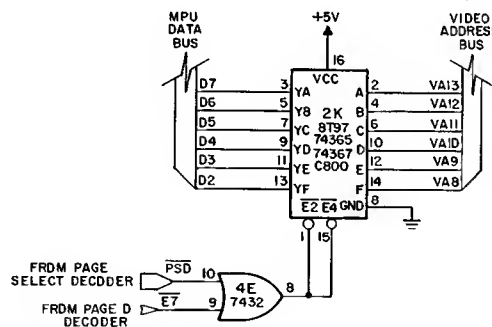 MPU
DATA
BUS
+5V
VIDEO
ADDRES
BUS
16
VCC
D7 3 YA A 2 VA13
D6 5 YB B 4 VA12
D5 7 YC C 6 VA11
D4 9 YD D 10 VA1D
D3 11 YE E 12 VA9
D2 13 YF F 14 VA8
2K
8T97
74365
74367
C800
E2 E4 GND 8
1 15
FRDM PAGE
SELECT DECDDER
PSD
10
4E
7432
8
FRDM PAGE D
DECODER
E7
9